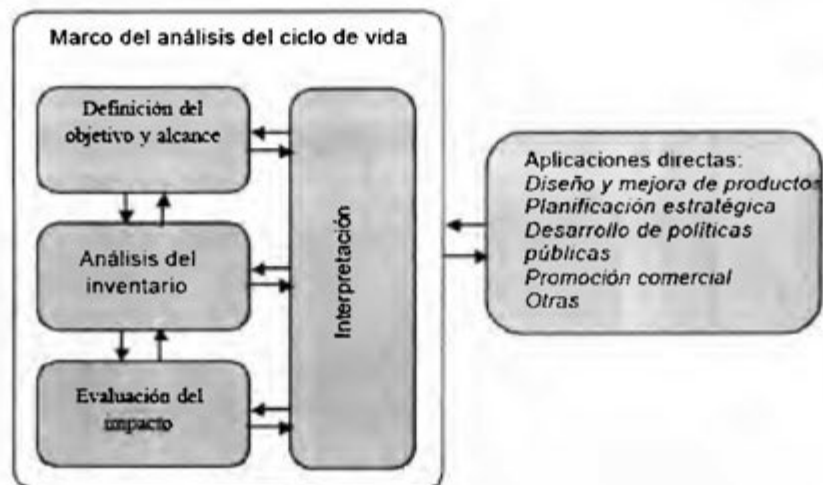 Marco del análisis del ciclo de vida
Definición del
objetivo y alcance
Análisis del
inventario
Evaluación del
impacto
Interpretación
Aplicaciones directas:
Diseño y mejora de productos
Planificación estratégica
Desarrollo de políticas
públicas
Promoción comercial
Otras